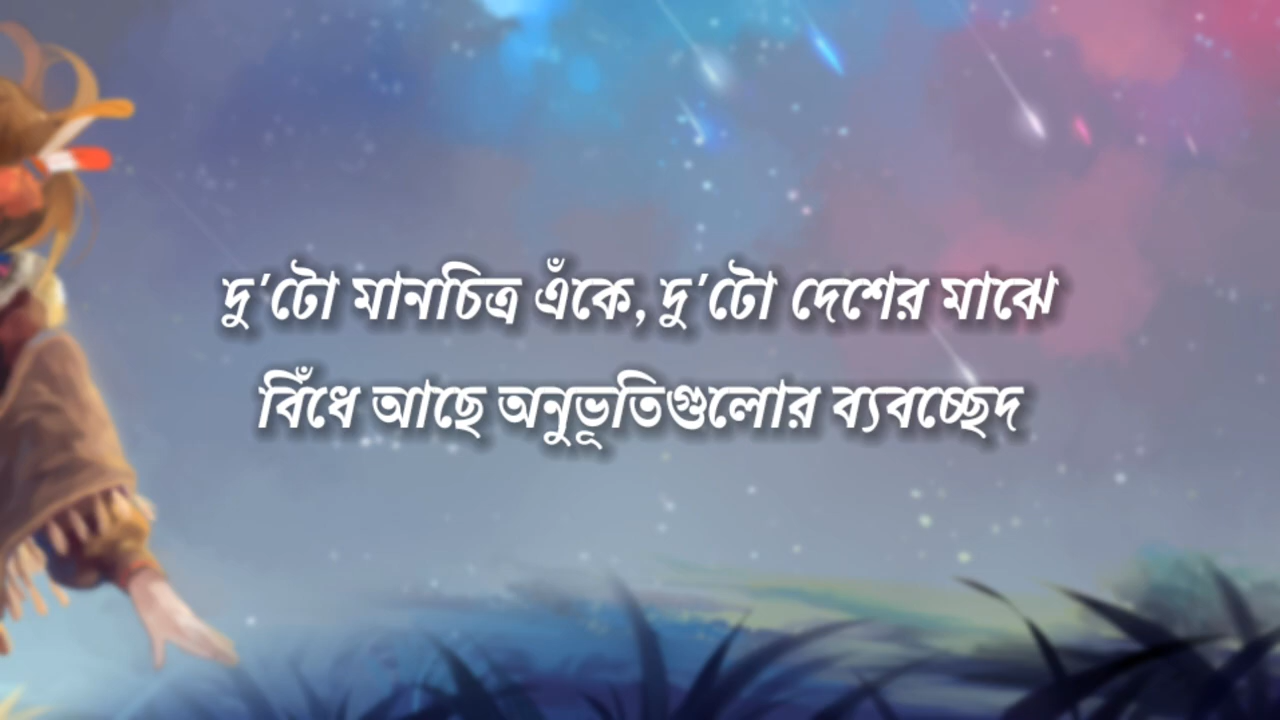 দু'টো মানচিত্র এঁকে, দু'টো দেশের মাঝে
বিঁধে আছে অনুভূতিগুলোর ব্যবচ্ছেদ